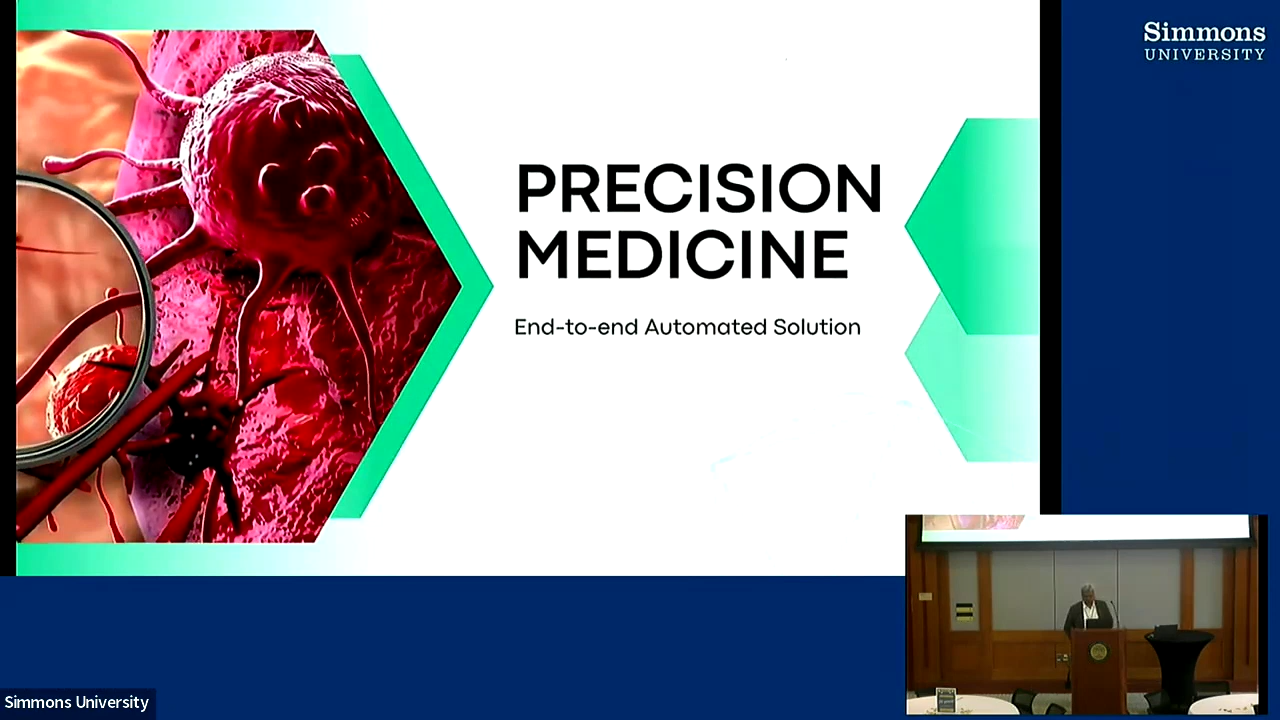 Simmons
UNIVERSITY
PRECISION
MEDICINE
End-to-end Automated Solution
Simmons University